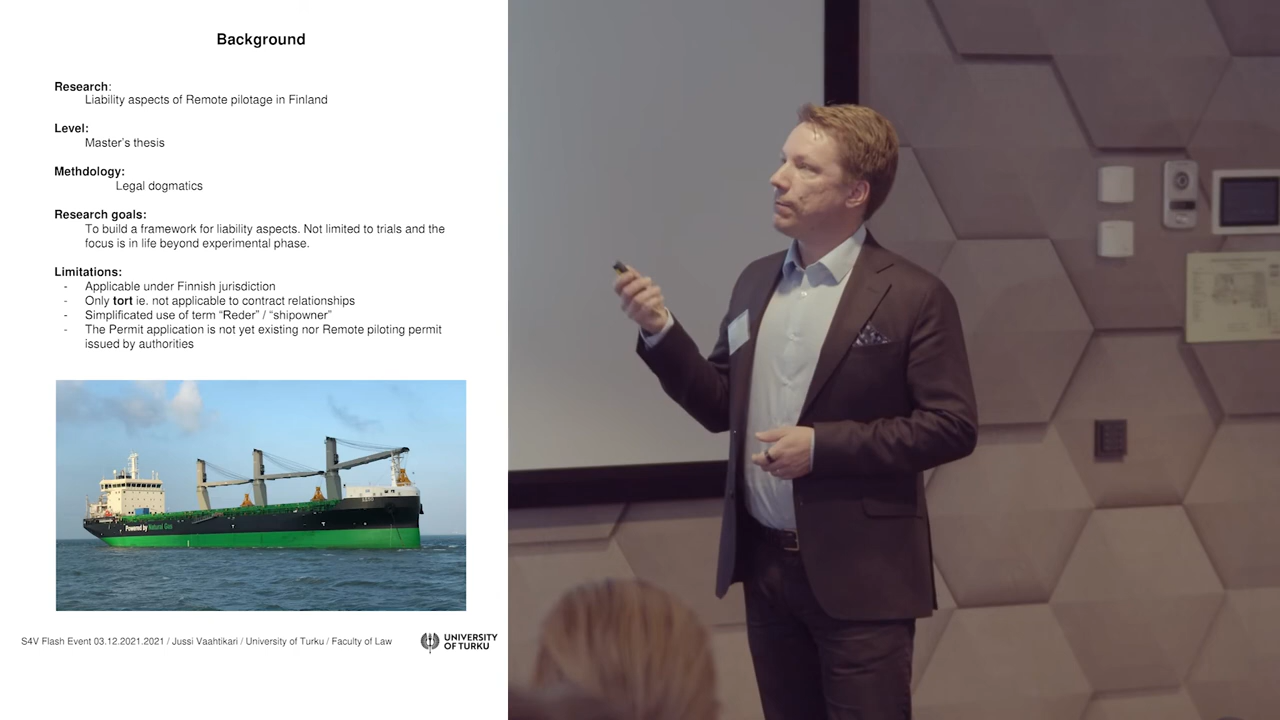 Background
Research:
Liability aspects of Remote pilotage in Finland
Level:
Master's thesis
Methdology:
Legal dogmatics
Research goals:
To build a framework for liability aspects. Not limited to trials and the
focus is in life beyond experimental phase.
Limitations:
- Applicable under Finnish jurisdiction
- Only tort ie. not applicable to contract relationships
- Simplificated use of term “Reder” / “shipowner”
- The Permit application is not yet existing nor Remote piloting permit
issued by authorities
Powered by Natural Gas
S4V Flash Event 03.12.2021.2021 / Jussi Vaahtikari / University of Turku / Faculty of Law
UNIVERSITY
OF TURKU